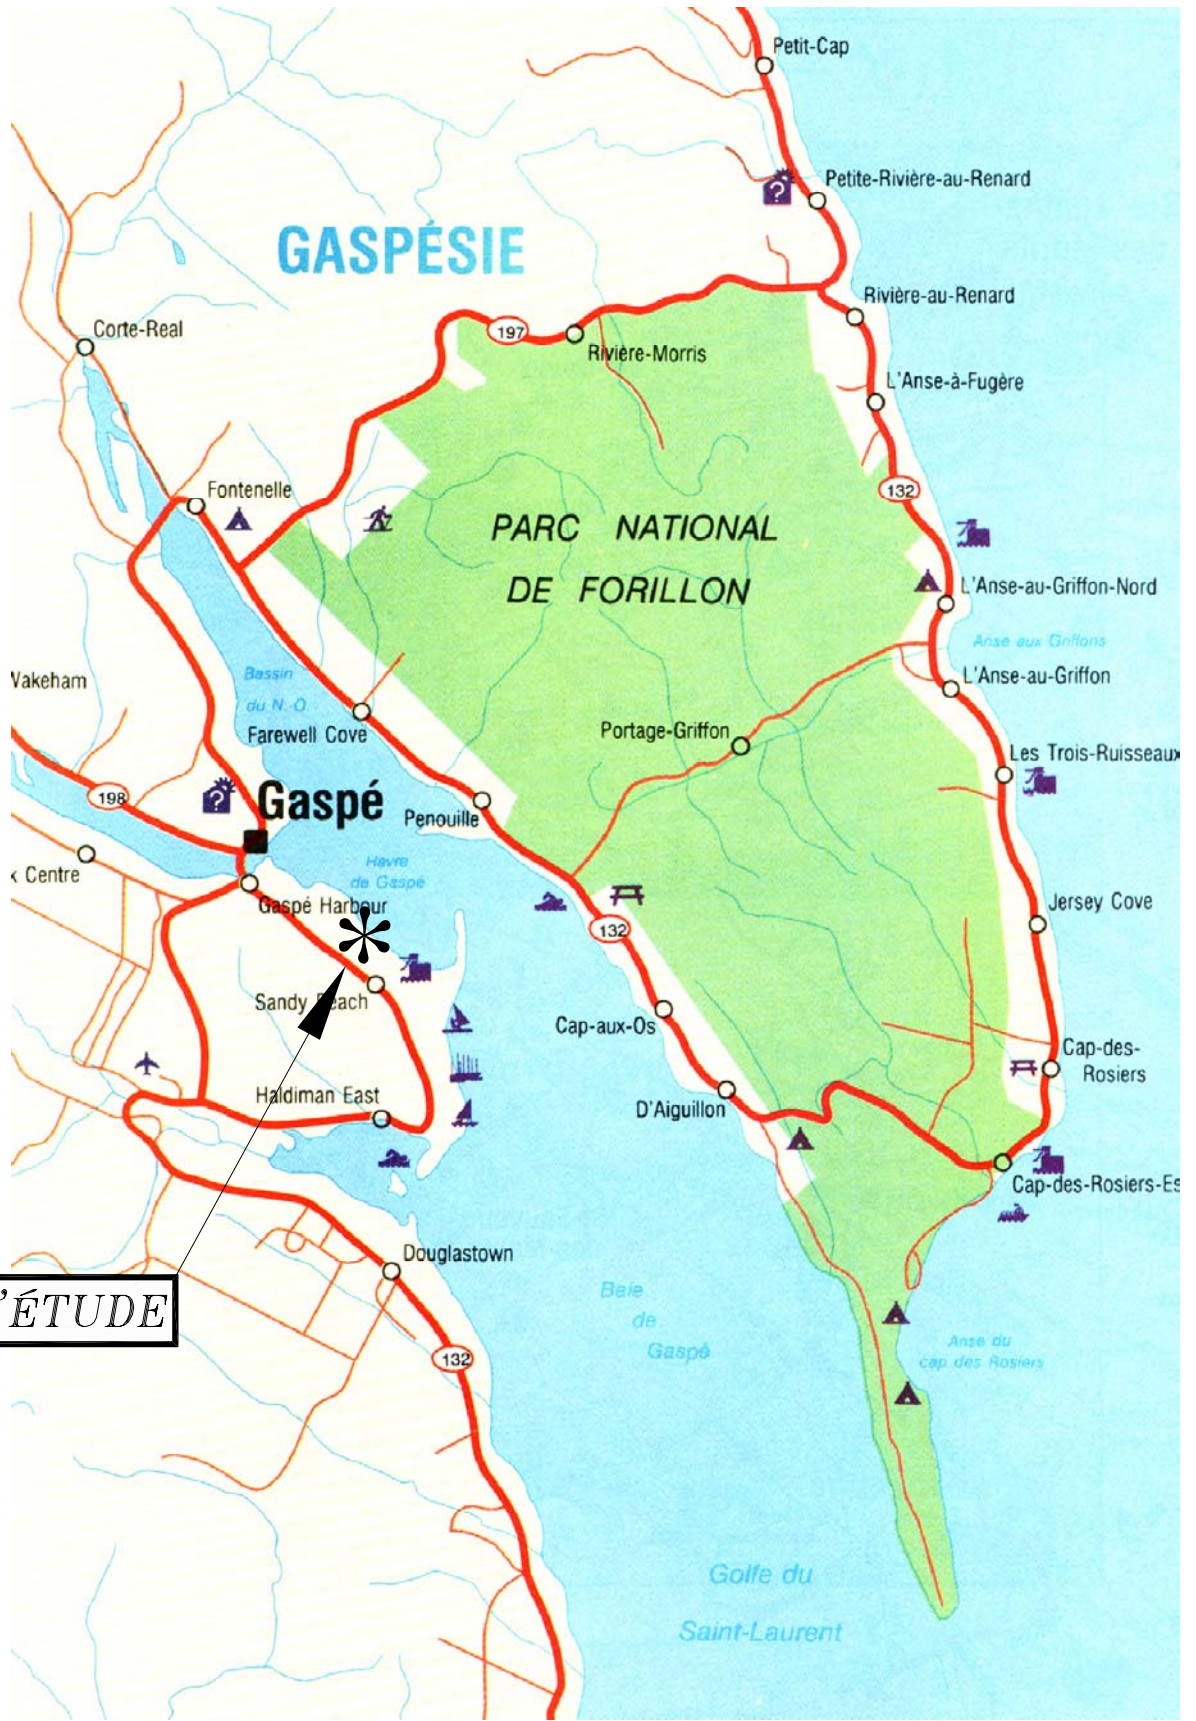 Petit-Cap
Petite-Rivière-au-Renard
GASPÉSIE
Rivière-au-Renard
Corte-Real
197
Rivière-Morris
L'Anse-à-Fugère
Fontenelle
132
PARC NATIONAL
DE FORILLON
L'Anse-au-Griffon-Nord
Anse aux Griffons
Bassin
du N.-O.
Wakeham
L'Anse-au-Griffon
Farewell Cove
Portage-Griffon
Les Trois-Ruisseaux
198
Gaspé
Penouille
Havre
de Gaspé
x Centre
Gaspé Harbour
Jersey Cove
132
Sandy Beach
Cap-aux-Os
Cap-des-
Rosiers
Haldiman East
D'Aiguillon
Cap-des-Rosiers-Es
Douglastown
'ÉTUDE
Baie
de
Gaspé
Anse du
cap des Rosiers
132
Golfe du
Saint-Laurent